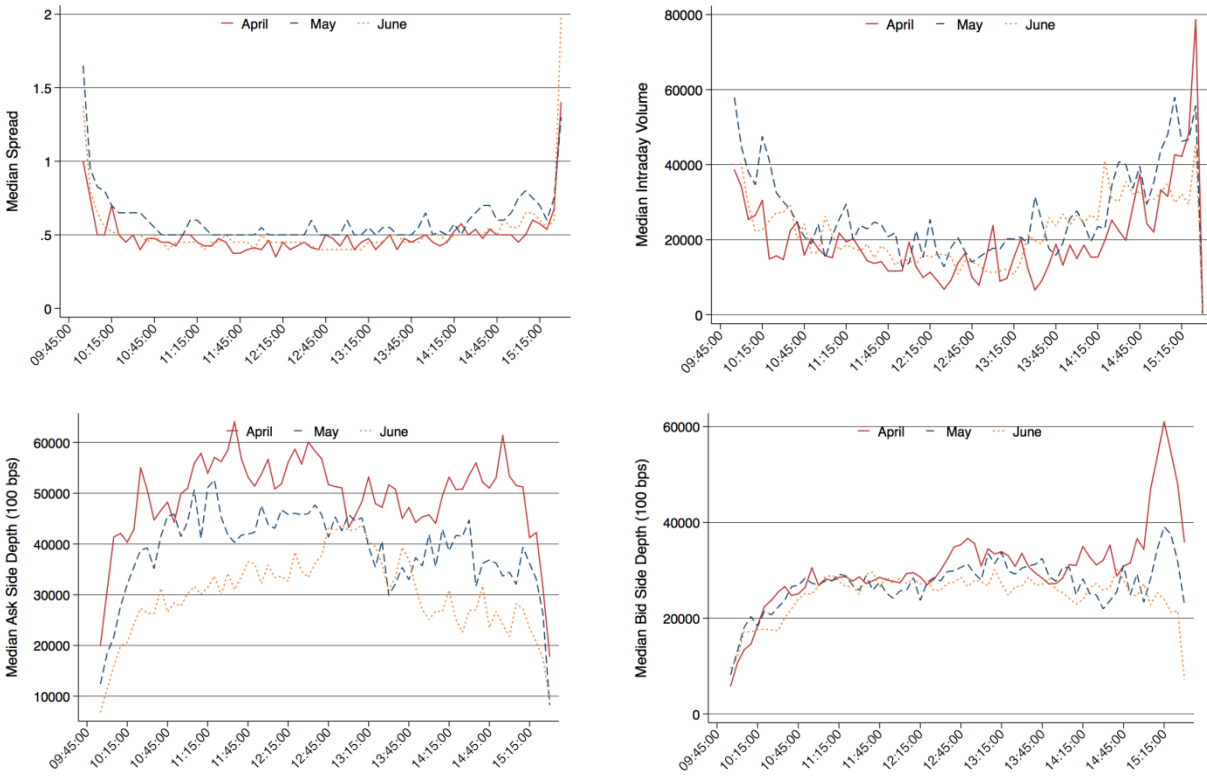 April May June
Median Spread
2
1.5
1
.5
0
09:45:00 10:15:00 10:45:00 11:15:00 11:45:00 12:15:00 12:45:00 13:15:00 13:45:00 14:15:00 14:45:00 15:15:00
April May June
Median Intraday Volume
80000
60000
40000
20000
0
09:45:00 10:15:00 10:45:00 11:15:00 11:45:00 12:15:00 12:45:00 13:15:00 13:45:00 14:15:00 14:45:00 15:15:00
April May June
Median Ask Side Depth (100 bps)
60000
50000
40000
30000
20000
10000
09:45:00 10:15:00 10:45:00 11:15:00 11:45:00 12:15:00 12:45:00 13:15:00 13:45:00 14:15:00 14:45:00 15:15:00
April May June
Median Bid Side Depth (100 bps)
60000
40000
20000
0
09:45:00 10:15:00 10:45:00 11:15:00 11:45:00 12:15:00 12:45:00 13:15:00 13:45:00 14:15:00 14:45:00 15:15:00